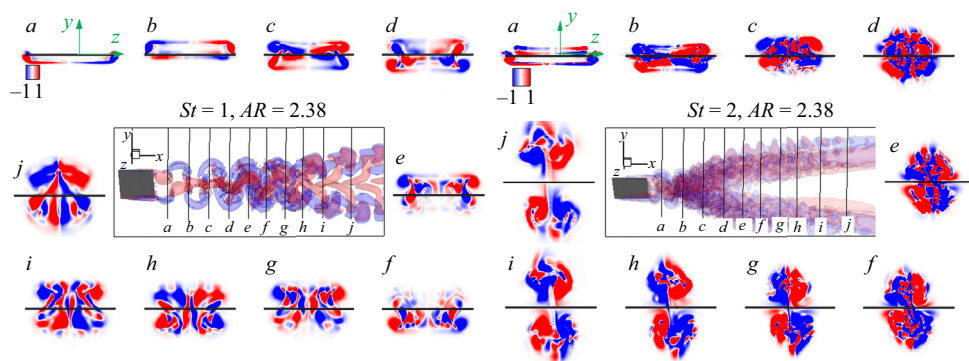 a b c d a b c d
y z y z
–1 1 –1 1
St = 1, AR = 2.38 St = 2, AR = 2.38
j y x z e j y x z e
a b c d e f g h i j a b c d e f g h i j
i h g f i h g f